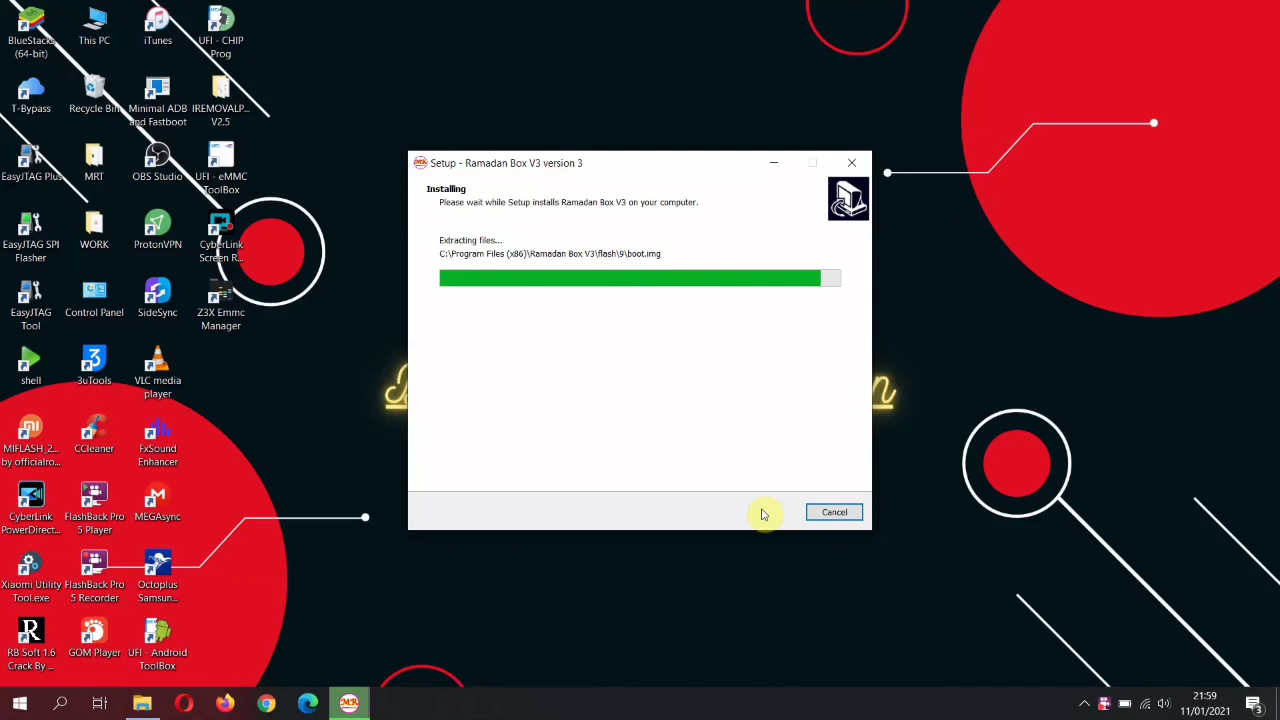 BlueStacks
(64-bit)
This PC
iTunes
UFI - CHIP
Prog
T-Bypass
Recycle Bin
Minimal ADB
and Fastboot
IREMOVALP...
V2.5
EasyJTAG Plus
MRT
OBS Studio
UFI - eMMC
ToolBox
EasyJTAG SPI
Flasher
WORK
ProtonVPN
CyberLink
Screen R...
EasyJTAG
Tool
Control Panel
SideSync
Z3X Emmc
Manager
shell
3uTools
VLC media
player
MIFLASH_2...
by officialro...
CCleaner
FxSound
Enhancer
CyberLink
PowerDirect...
FlashBack Pro
5 Player
MEGAsync
Xiaomi Utility
Tool.exe
FlashBack Pro
5 Recorder
Octoplus
Samsun...
RB Soft 1.6
Crack By ...
GOM Player
UFI - Android
ToolBox
Setup - Ramadan Box V3 version 3
Installing
Please wait while Setup installs Ramadan Box V3 on your computer.
Extracting files...
C:\Program Files (x86)\Ramadan Box V3\flash\9\boot.img
Cancel
21:59
11/01/2021
3